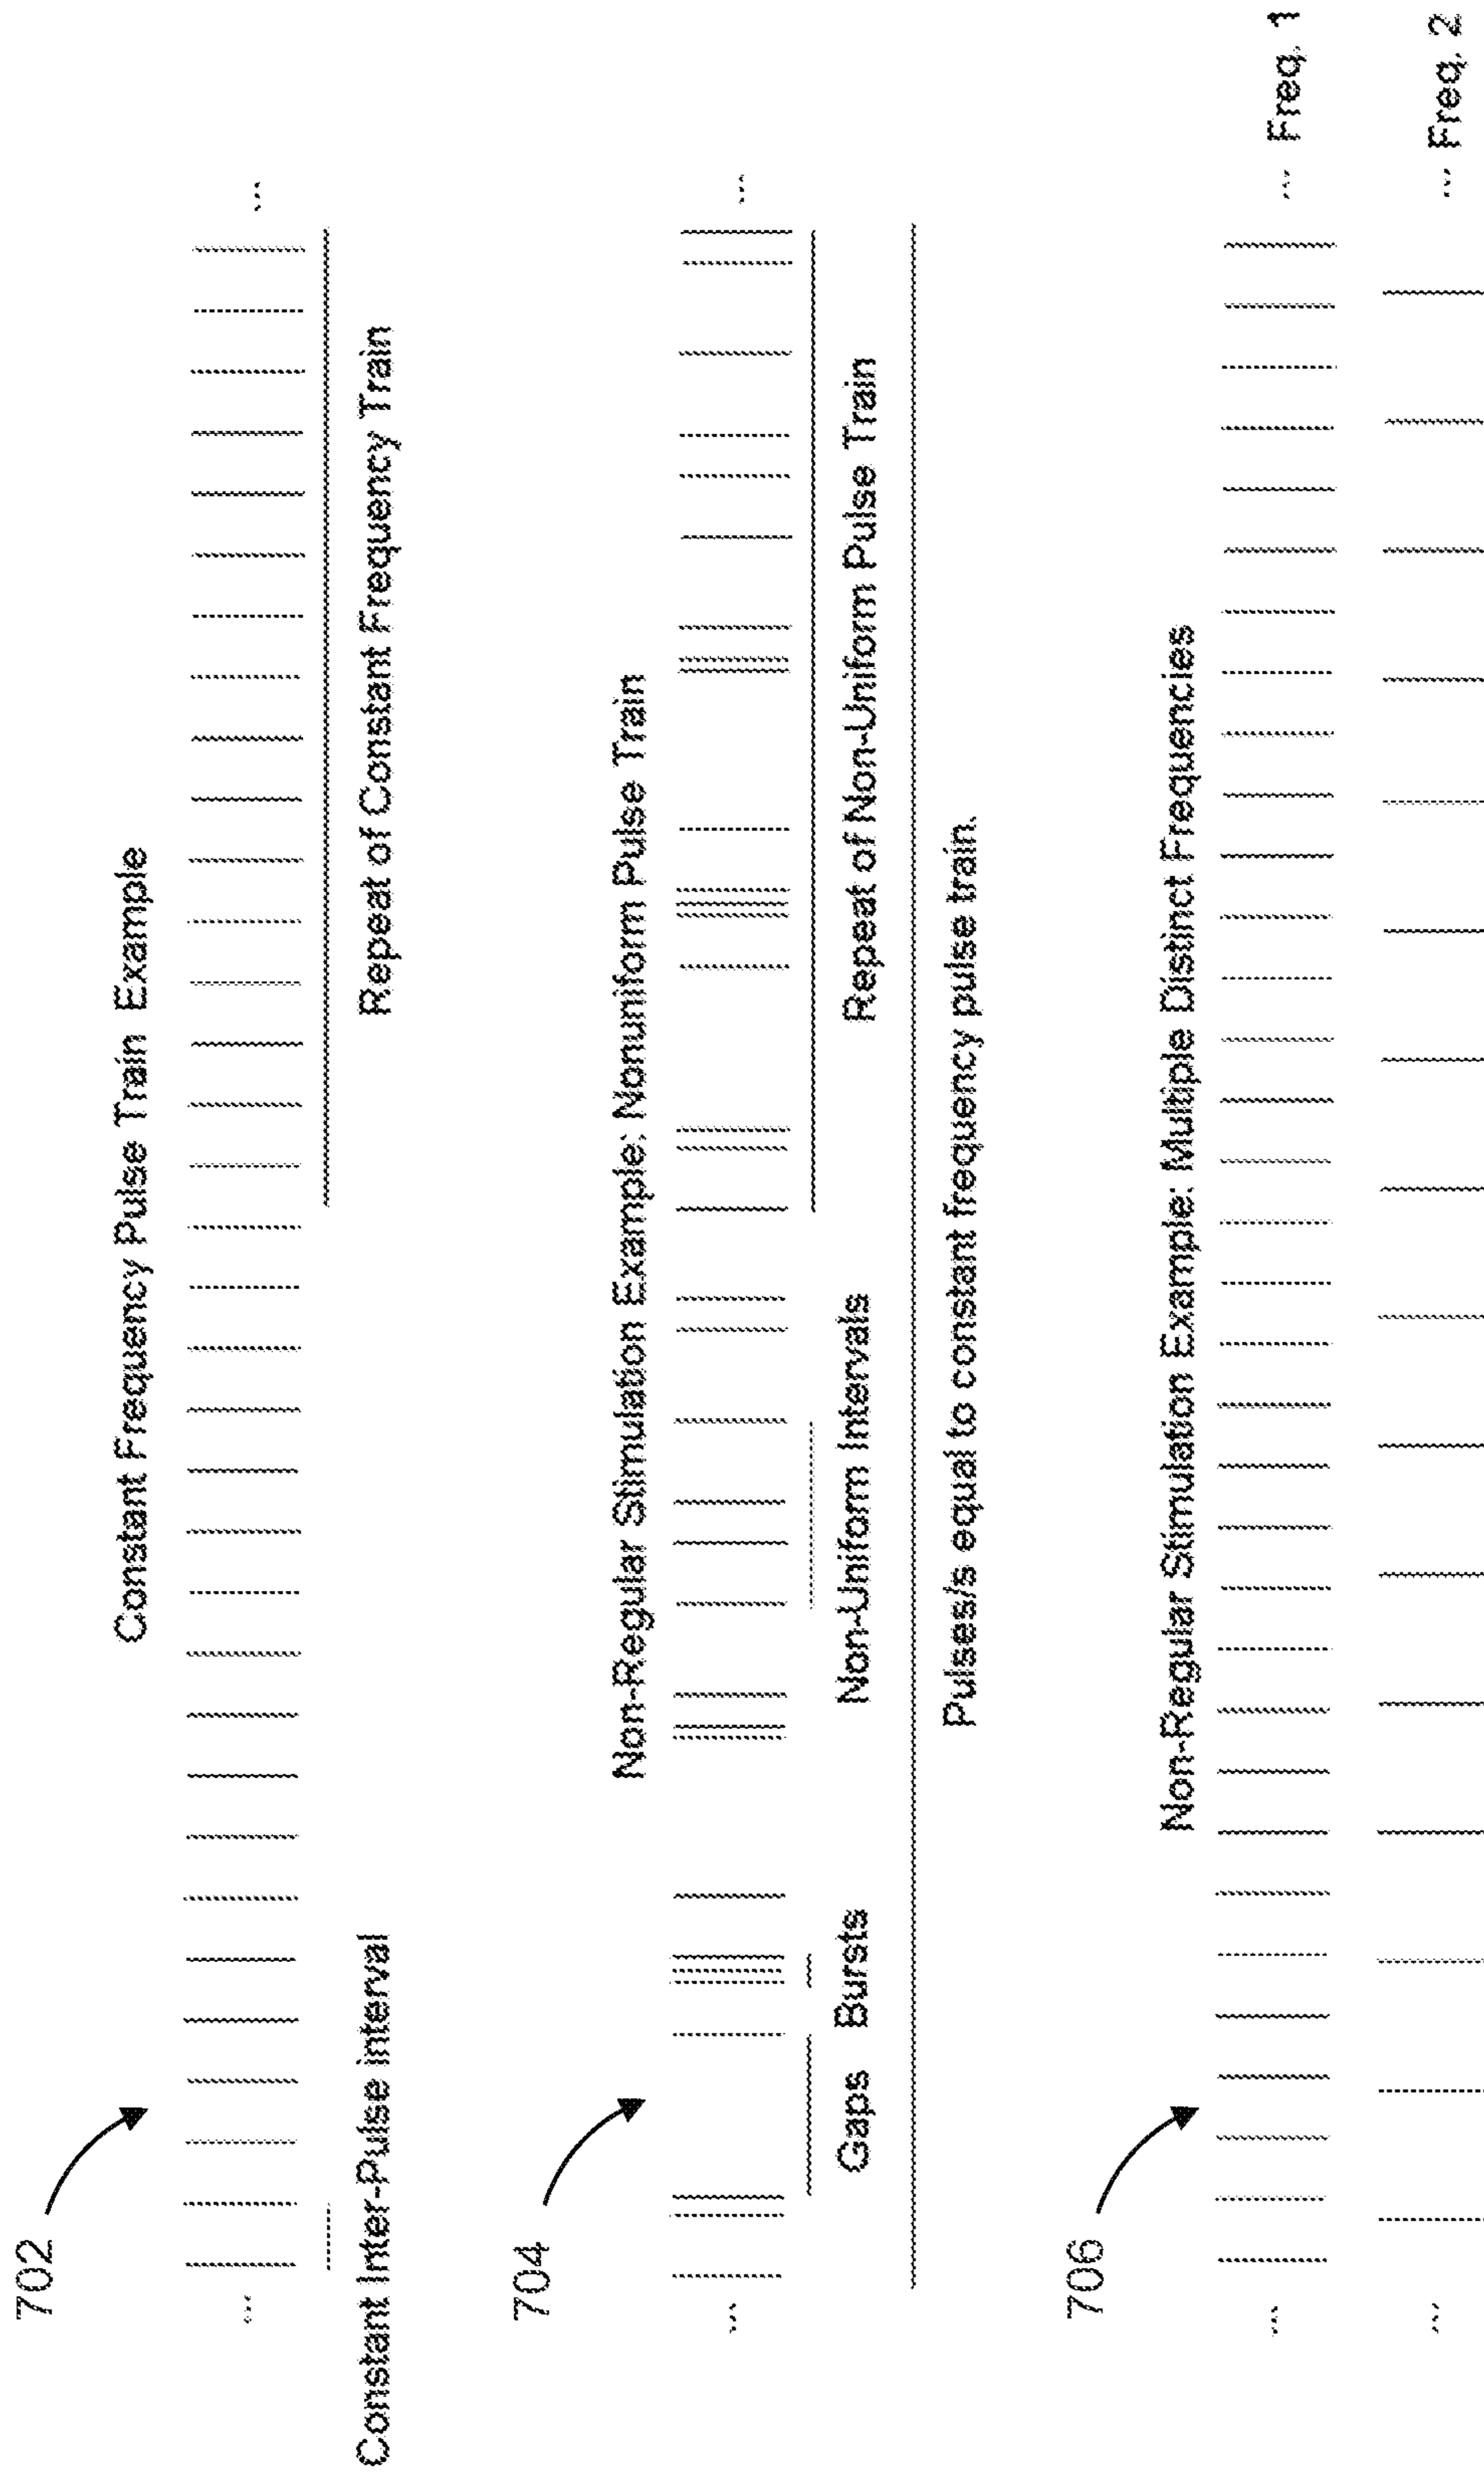 702
Constant Frequency Pulse Train Example
... ...
Constant Inter-Pulse interval
Repeat of Constant Frequency Train
704
Non-Regular Stimulation Example: Nonuniform Pulse Train
... ...
Gaps Bursts Non-Uniform Intervals Repeat of Non-Uniform Pulse Train
Pulses/s equal to constant frequency pulse train.
706
Non-Regular Stimulation Example: Multiple Distinct Frequencies
... ... Freq. 1
... ... Freq. 2